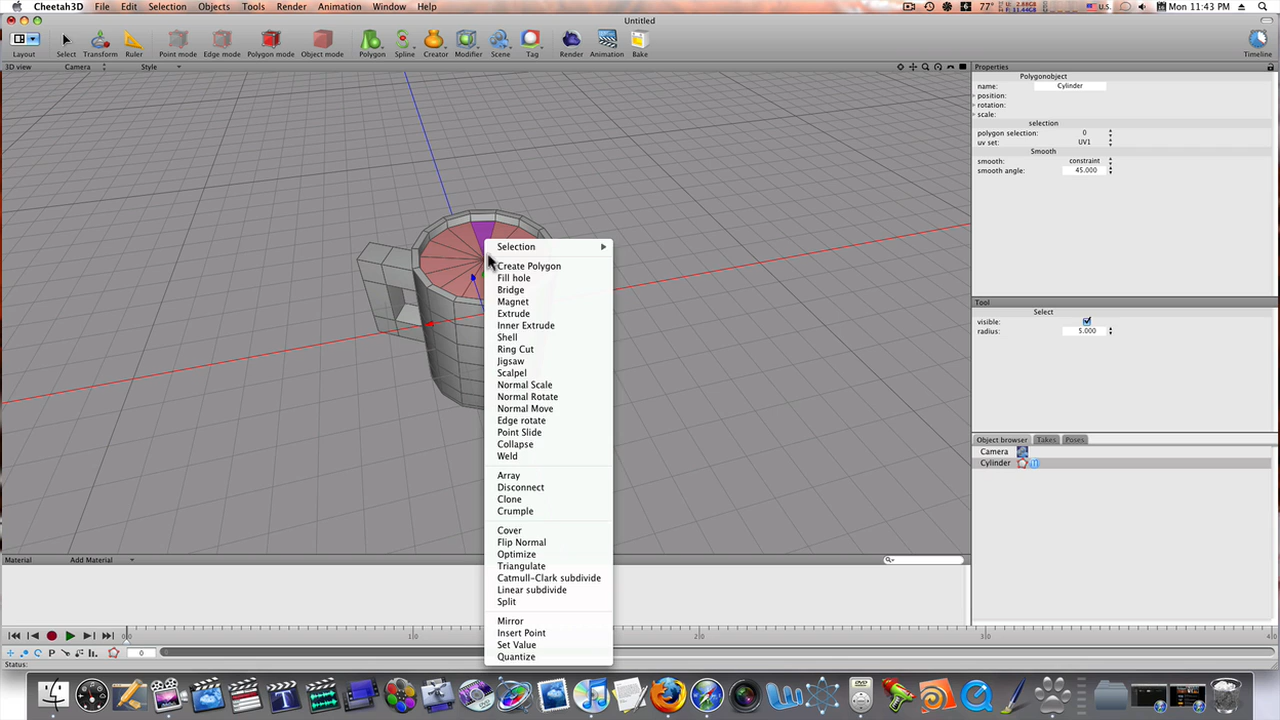 Cheetah3D File Edit Selection Objects Tools Render Animation Window Help 77° U.S. Mon 11:43 PM
Untitled
Layout Select Transform Ruler Point mode Edge mode Polygon mode Object mode Polygon Spline Creator Modifier Scene Tag Render Animation Bake Timeline
3D view Camera Style
Properties
Polygonobject
name: Cylinder
position:
rotation:
scale:
selection
polygon selection: 0
uv set: UV1
Smooth
smooth: constraint
smooth angle: 45.000
Selection
Create Polygon
Fill hole
Bridge
Magnet
Extrude
Inner Extrude
Shell
Ring Cut
Jigsaw
Scalpel
Normal Scale
Normal Rotate
Normal Move
Edge rotate
Point Slide
Collapse
Weld
Array
Disconnect
Clone
Crumple
Cover
Flip Normal
Optimize
Triangulate
Catmull-Clark subdivide
Linear subdivide
Split
Mirror
Insert Point
Set Value
Quantize
Tool
Select
visible:
radius: 5.000
Object browser Takes Poses
Camera
Cylinder
Material Add Material
0
Status: